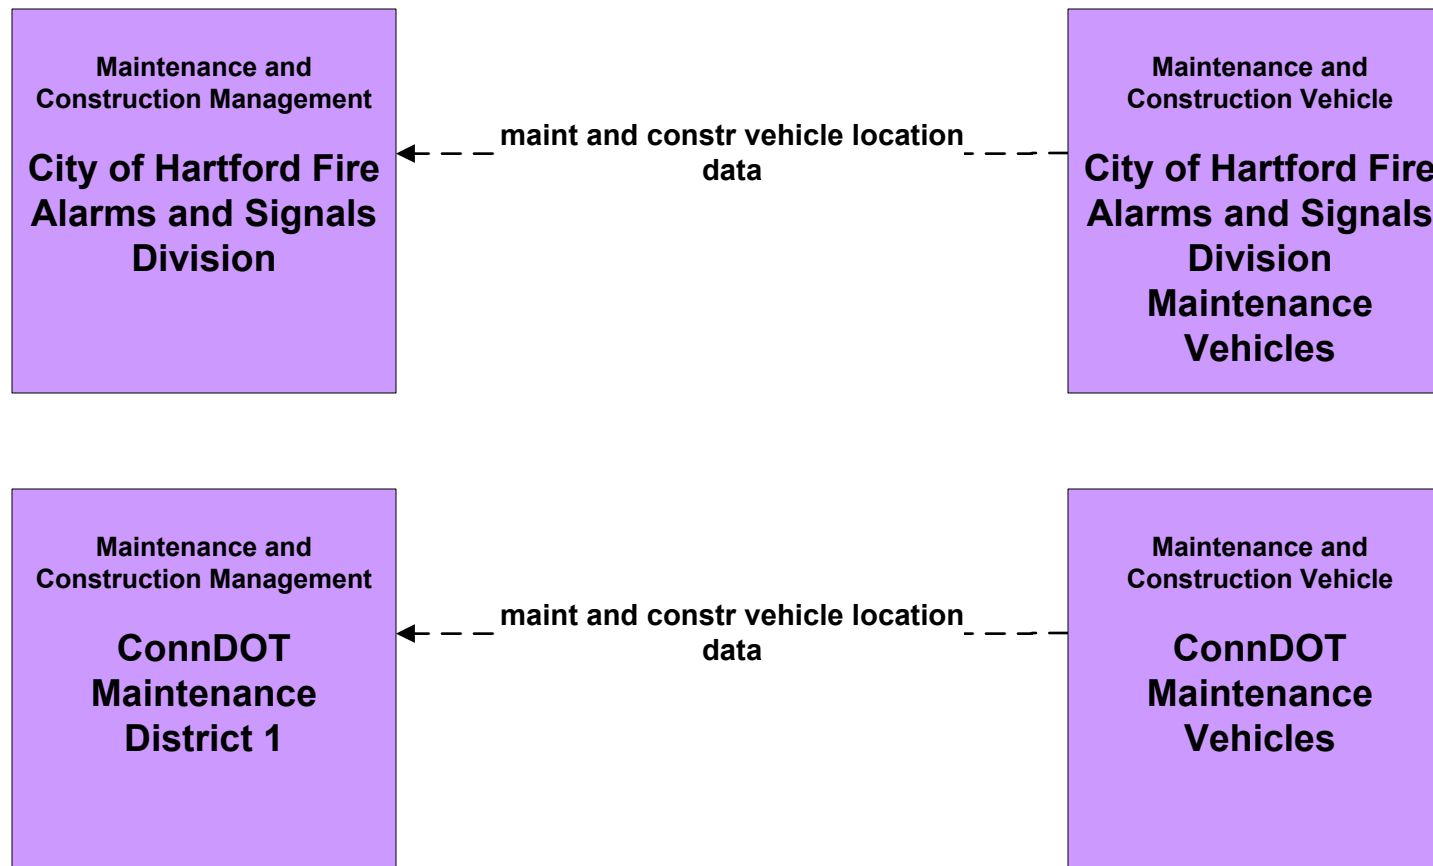 Maintenance and
Construction Management
City of Hartford Fire
Alarms and Signals
Division
maint and constr vehicle location
data
Maintenance and
Construction Vehicle
City of Hartford Fire
Alarms and Signals
Division
Maintenance
Vehicles
Maintenance and
Construction Management
ConnDOT
Maintenance
District 1
maint and constr vehicle location
data
Maintenance and
Construction Vehicle
ConnDOT
Maintenance
Vehicles